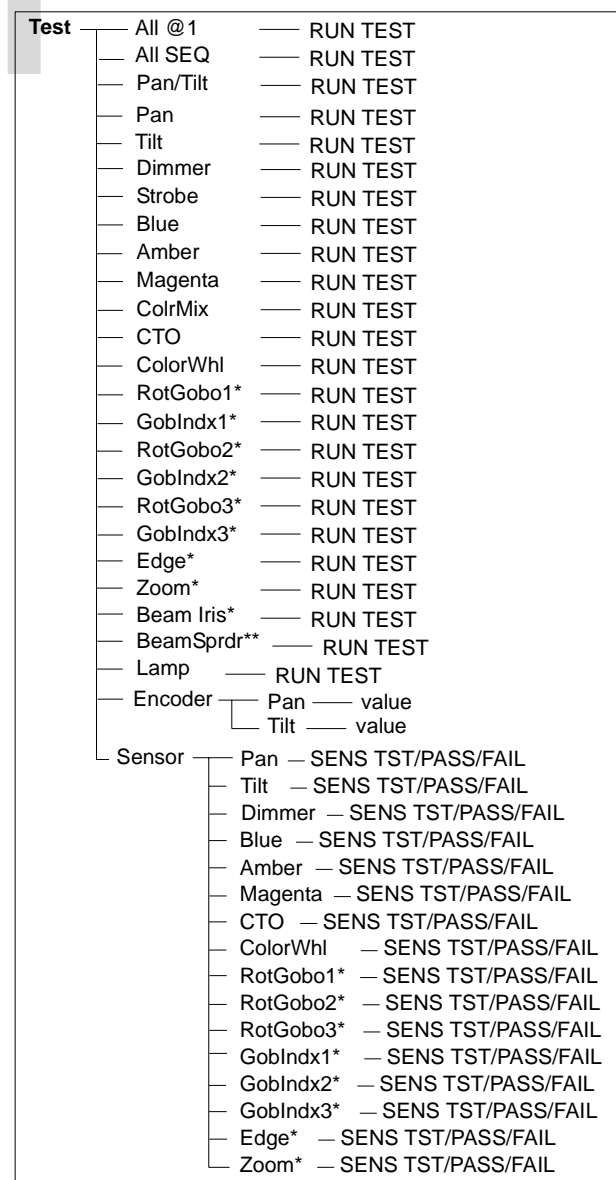 Test All @1 RUN TEST
All SEQ RUN TEST
Pan/Tilt RUN TEST
Pan RUN TEST
Tilt RUN TEST
Dimmer RUN TEST
Strobe RUN TEST
Blue RUN TEST
Amber RUN TEST
Magenta RUN TEST
ColrMix RUN TEST
CTO RUN TEST
ColorWhl RUN TEST
RotGobo1* RUN TEST
GobIndx1* RUN TEST
RotGobo2* RUN TEST
GobIndx2* RUN TEST
RotGobo3* RUN TEST
GobIndx3* RUN TEST
Edge* RUN TEST
Zoom* RUN TEST
Beam Iris* RUN TEST
BeamSprdr** RUN TEST
Lamp RUN TEST
Encoder Pan value
Tilt value
Sensor Pan SENS TST/PASS/FAIL
Tilt SENS TST/PASS/FAIL
Dimmer SENS TST/PASS/FAIL
Blue SENS TST/PASS/FAIL
Amber SENS TST/PASS/FAIL
Magenta SENS TST/PASS/FAIL
CTO SENS TST/PASS/FAIL
ColorWhl SENS TST/PASS/FAIL
RotGobo1* SENS TST/PASS/FAIL
RotGobo2* SENS TST/PASS/FAIL
RotGobo3* SENS TST/PASS/FAIL
GobIndx1* SENS TST/PASS/FAIL
GobIndx2* SENS TST/PASS/FAIL
GobIndx3* SENS TST/PASS/FAIL
Edge* SENS TST/PASS/FAIL
Zoom* SENS TST/PASS/FAIL